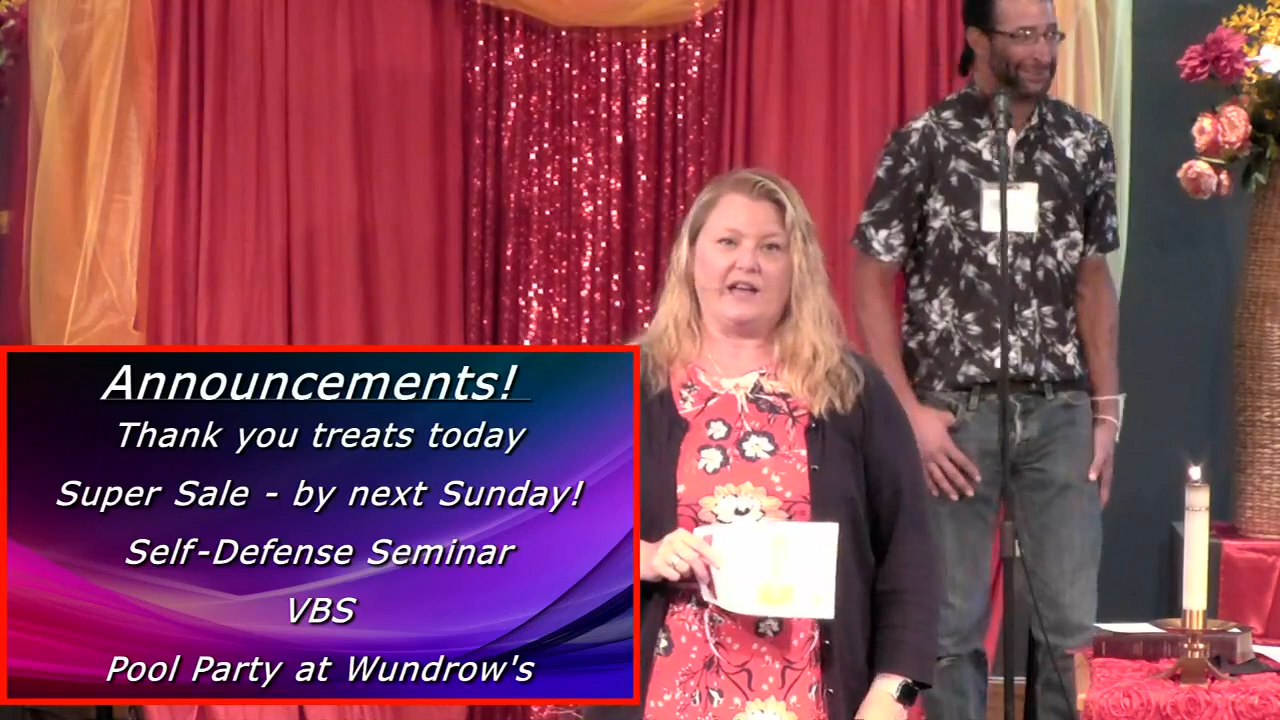 Announcements!
Thank you treats today
Super Sale - by next Sunday!
Self-Defense Seminar
VBS
Pool Party at Wundrow's